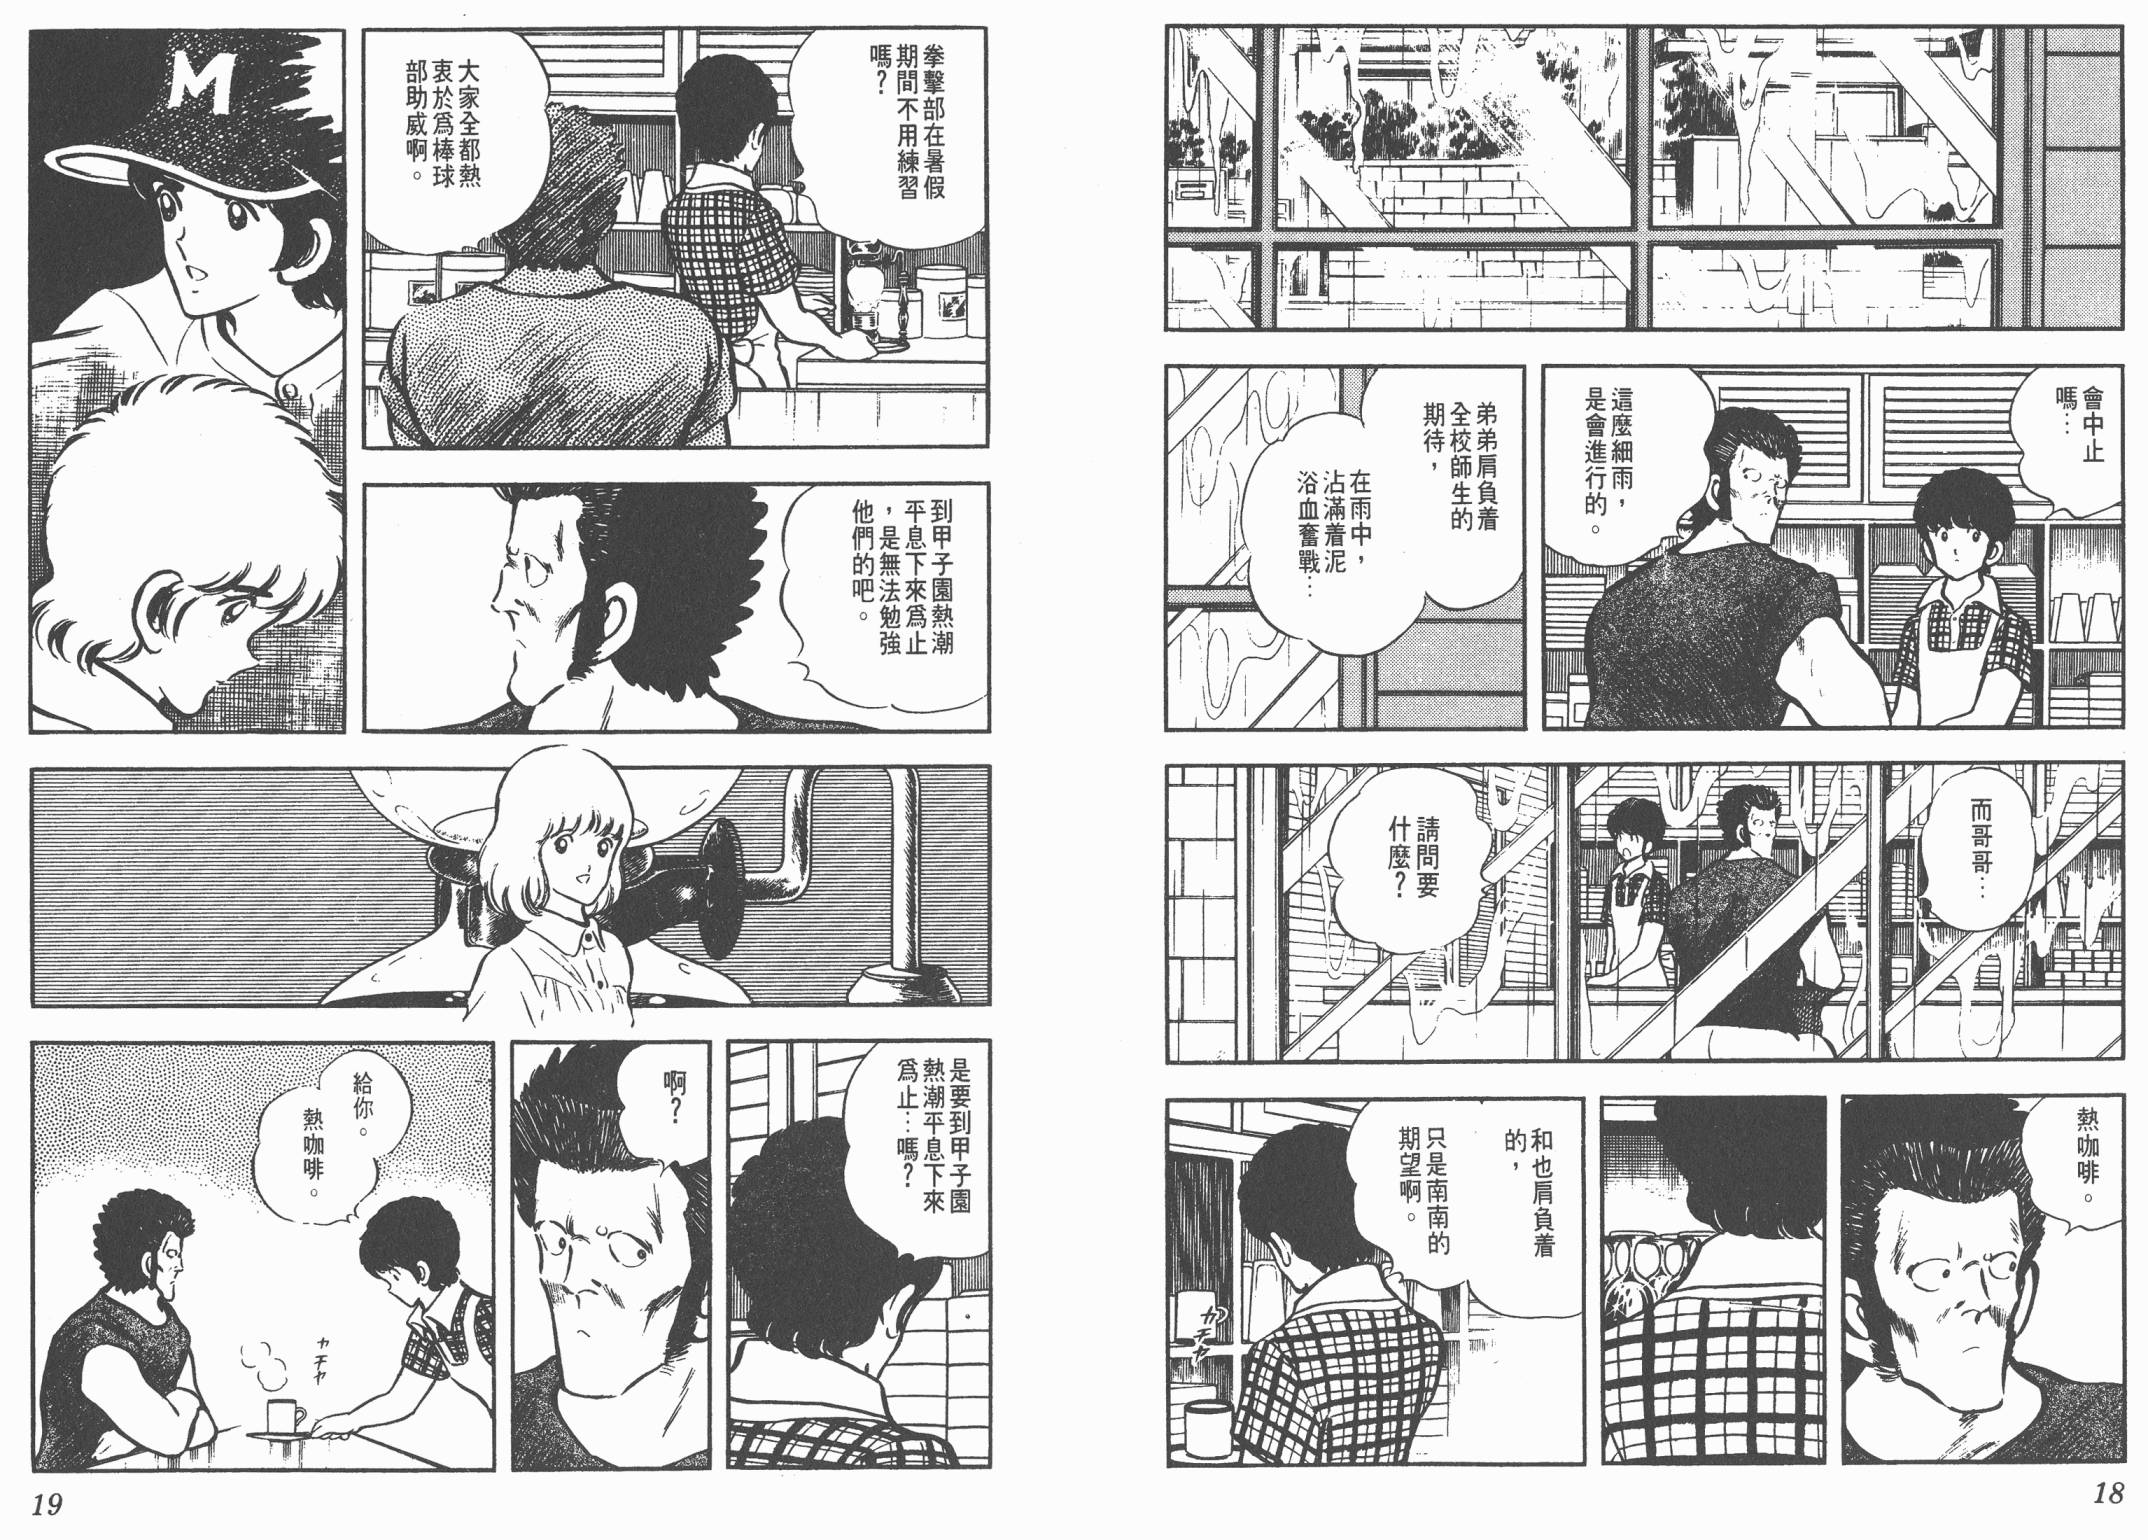 會中止
嗎…
這麼細雨，
是會進行的。
弟弟肩負着
全校師生的
期待，
在雨中，
沾滿着泥
浴血奮戰…
而哥哥…
請問要
什麼？
熱咖啡。
和也肩負着
的，
只是南南的
期望啊。
カチャ
18
拳擊部在暑假
期間不用練習
嗎？
大家全都熱
衷於爲棒球
部助威啊。
M
到甲子園熱潮
平息下來爲止
，是無法勉強
他們的吧。
是要到甲子園
熱潮平息下來
爲止…嗎？
啊？
給你。
熱咖啡。
カチャ
19